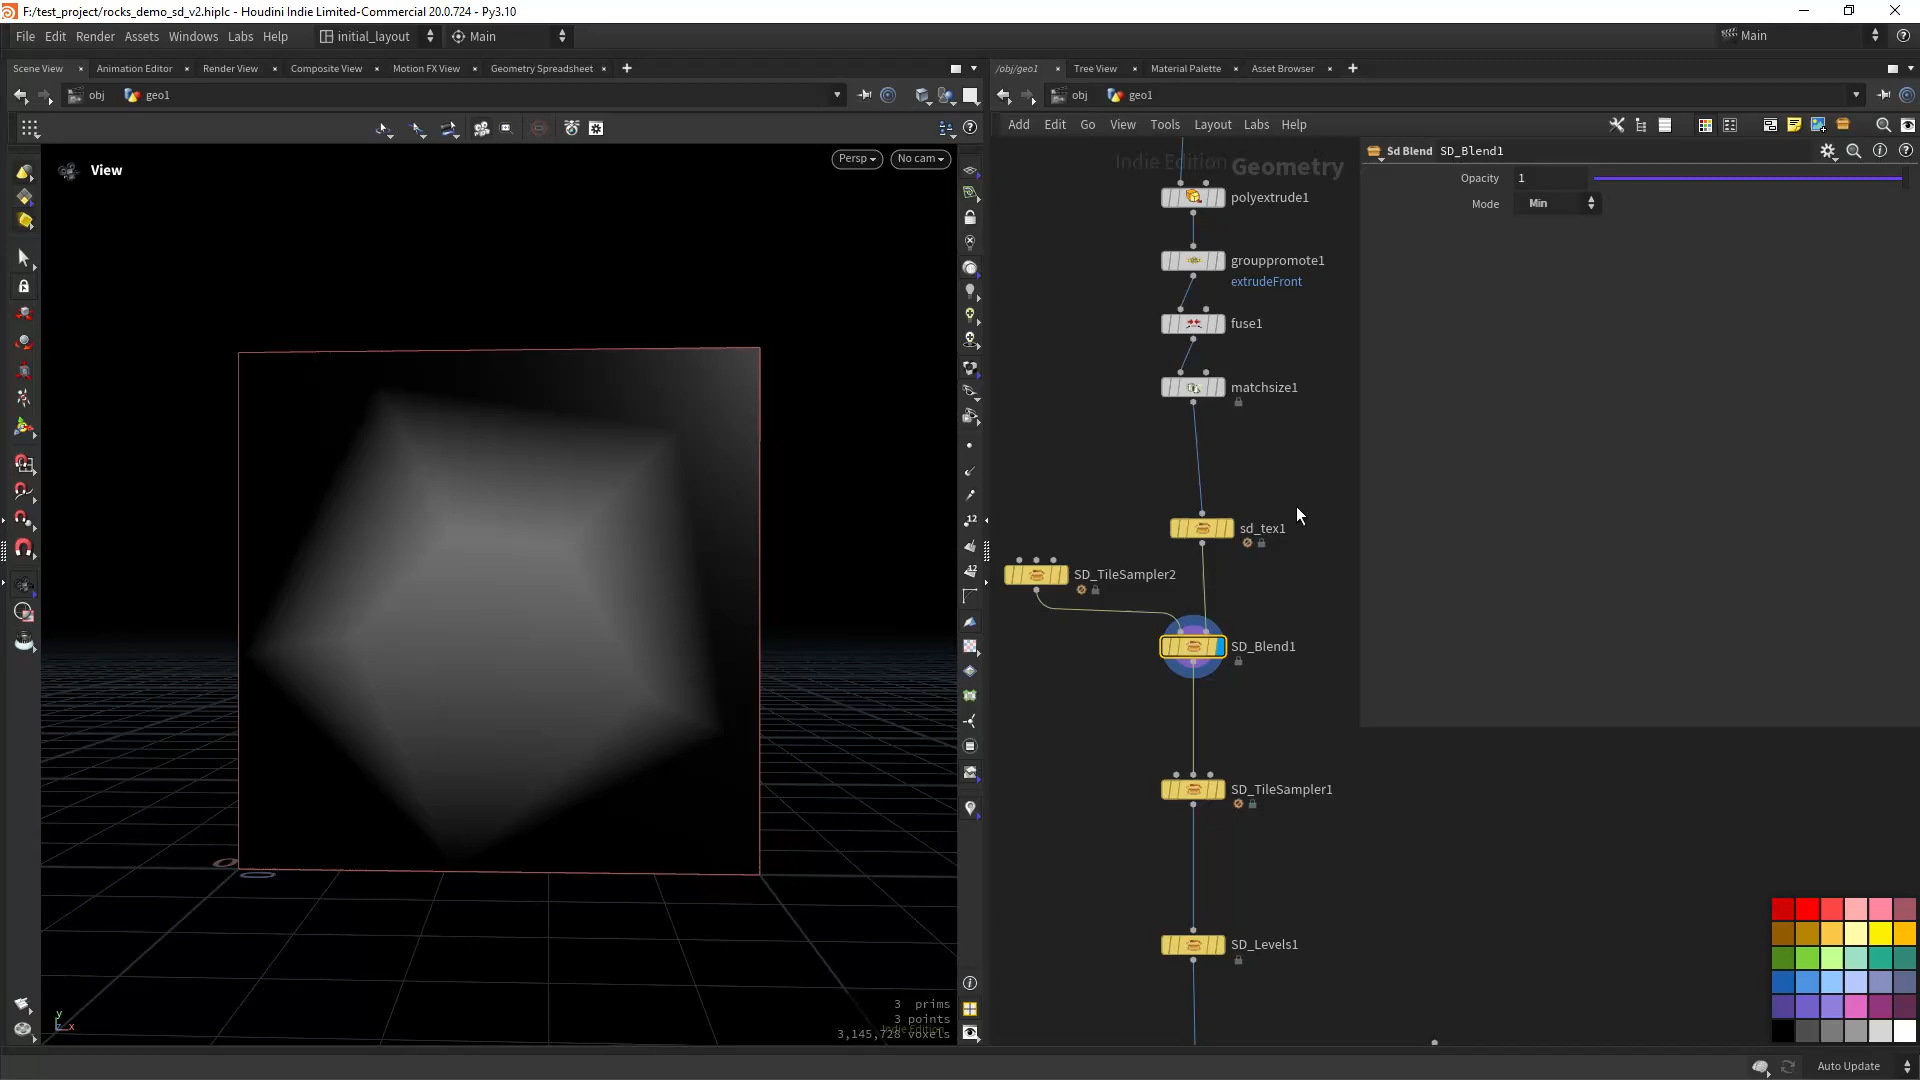 F:/test_project/rocks_demo_sd_v2.hiplc - Houdini Indie Limited-Commercial 20.0.724 - Py3.10
File Edit Render Assets Windows Labs Help initial_layout Main Main
Scene View Animation Editor Render View Composite View Motion FX View Geometry Spreadsheet
/obj/geo1 Tree View Material Palette Asset Browser
obj geo1
obj geo1
Add Edit Go View Tools Layout Labs Help
View
Persp No cam
Indie Edition Geometry
Sd Blend SD_Blend1
Opacity 1
Mode Min
polyextrude1
grouppromote1
extrudeFront
fuse1
matchsize1
sd_tex1
SD_TileSampler2
SD_Blend1
SD_TileSampler1
SD_Levels1
12
12
y
z x
3 prims
3 points
Indie Edition
3,145,728 voxels
Auto Update